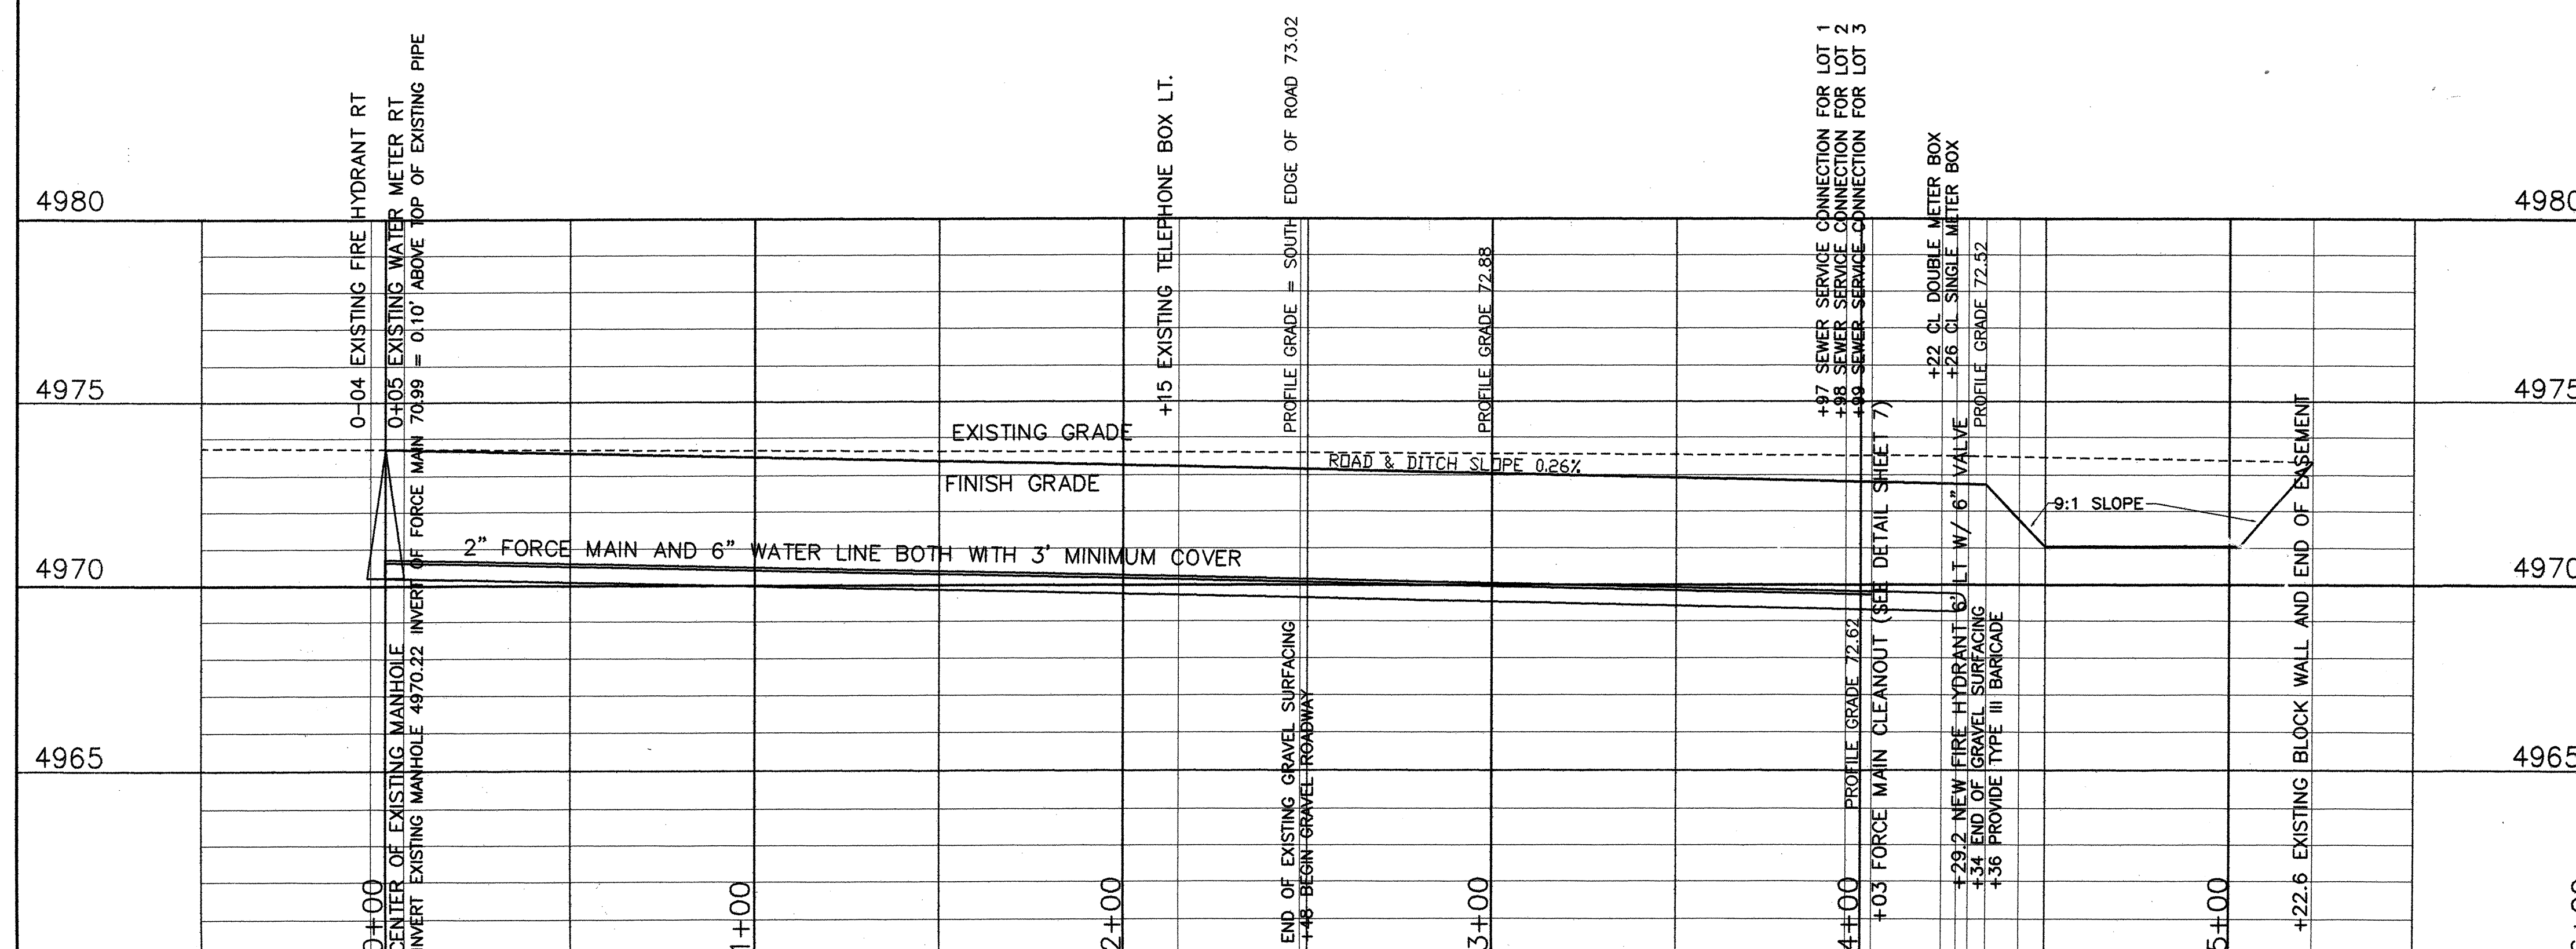 0-04 EXISTING FIRE HYDRANT RT
0+05 EXISTING WATER METER RT
INVERT EXISTING MANHOLE 4970.22 INVERT OF FORCE MAIN 70.99 = 0.10' ABOVE TOP OF EXISTING PIPE
CENTER OF EXISTING MANHOLE
+15 EXISTING TELEPHONE BOX LT.
PROFILE GRADE = SOUTH EDGE OF ROAD 73.02
PROFILE GRADE 72.88
+97 SEWER SERVICE CONNECTION FOR LOT 1
+98 SEWER SERVICE CONNECTION FOR LOT 2
+99 SEWER SERVICE CONNECTION FOR LOT 3
+22 CL DOUBLE METER BOX
+26 CL SINGLE METER BOX
PROFILE GRADE 72.52
4980
4980
4975
4975
EXISTING GRADE
ROAD & DITCH SLOPE 0.26%
FINISH GRADE
9:1 SLOPE
2" FORCE MAIN AND 6" WATER LINE BOTH WITH 3' MINIMUM COVER
4970
4970
END OF EXISTING GRAVEL SURFACING
+48 BEGIN GRAVEL ROADWAY
PROFILE GRADE 72.62
+03 FORCE MAIN CLEANOUT (SEE DETAIL SHEET 7)
+29.2 NEW FIRE HYDRANT 6' LT W/ 6" VALVE
+34 END OF GRAVEL SURFACING
+36 PROVIDE TYPE III BARICADE
+22.6 EXISTING BLOCK WALL AND END OF EASEMENT
4965
4965
0+00
1+00
2+00
3+00
4+00
5+00